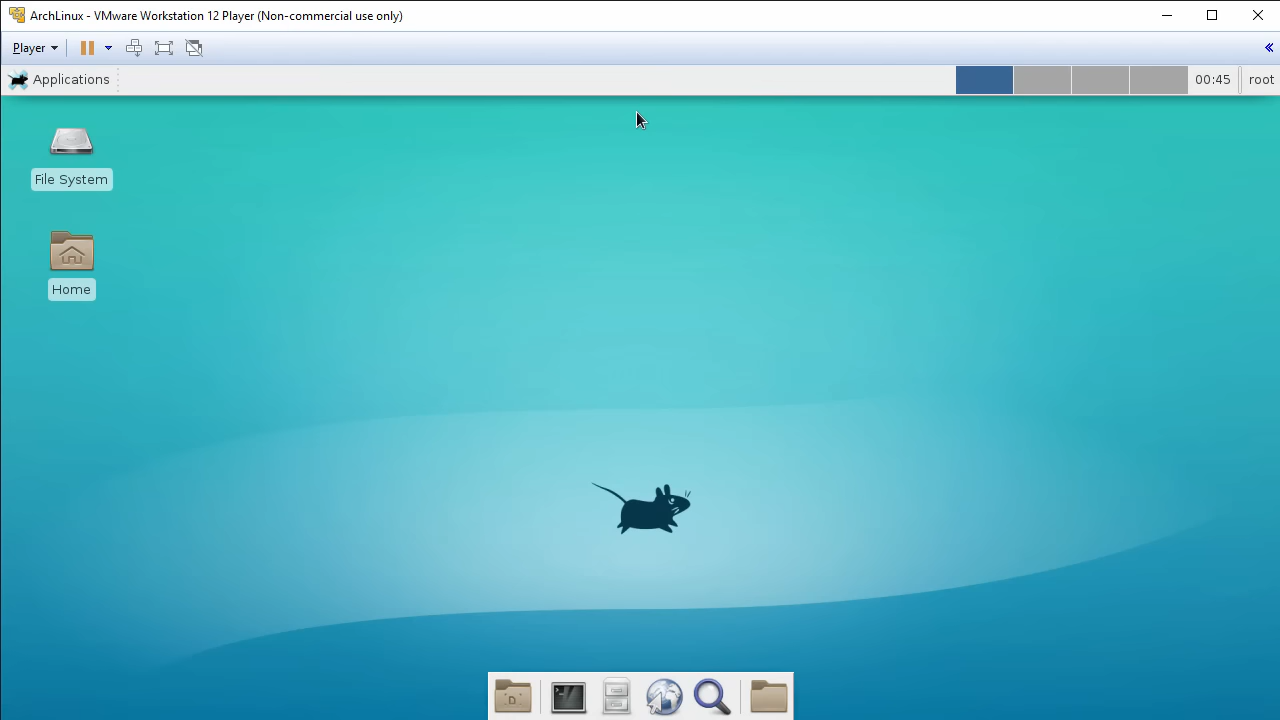 ArchLinux - VMware Workstation 12 Player (Non-commercial use only)
Player
Applications
00:45
root
File System
Home